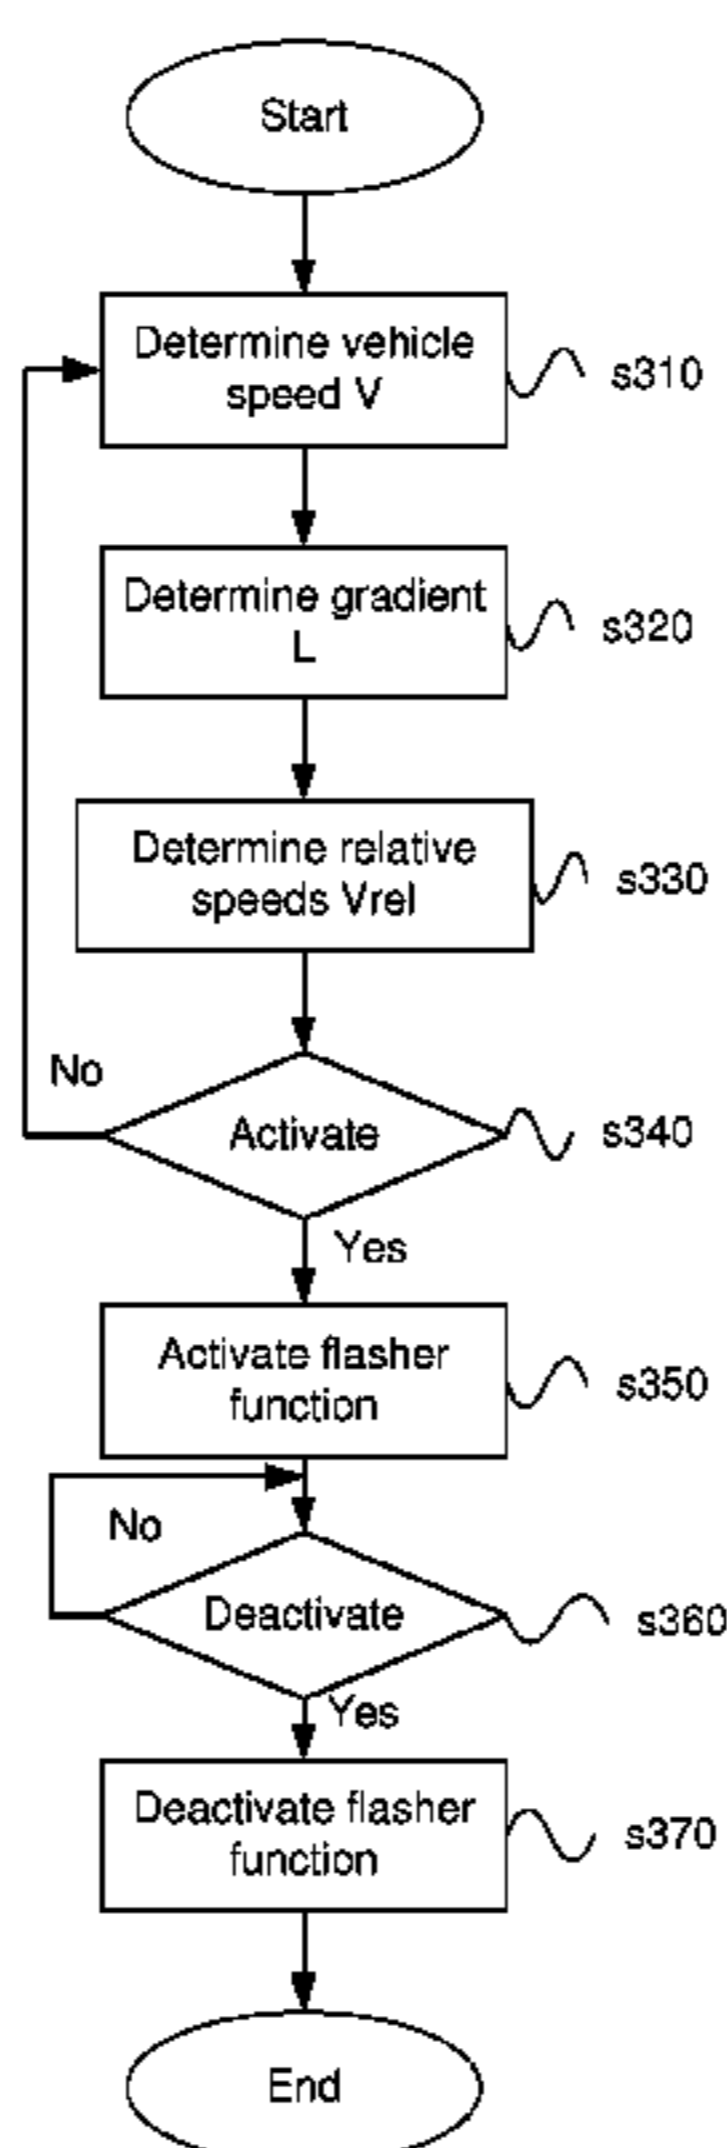 Start
Determine vehicle
speed V
s310
Determine gradient
L
s320
Determine relative
speeds Vrel
s330
No
Activate
s340
Yes
Activate flasher
function
s350
No
Deactivate
s360
Yes
Deactivate flasher
function
s370
End